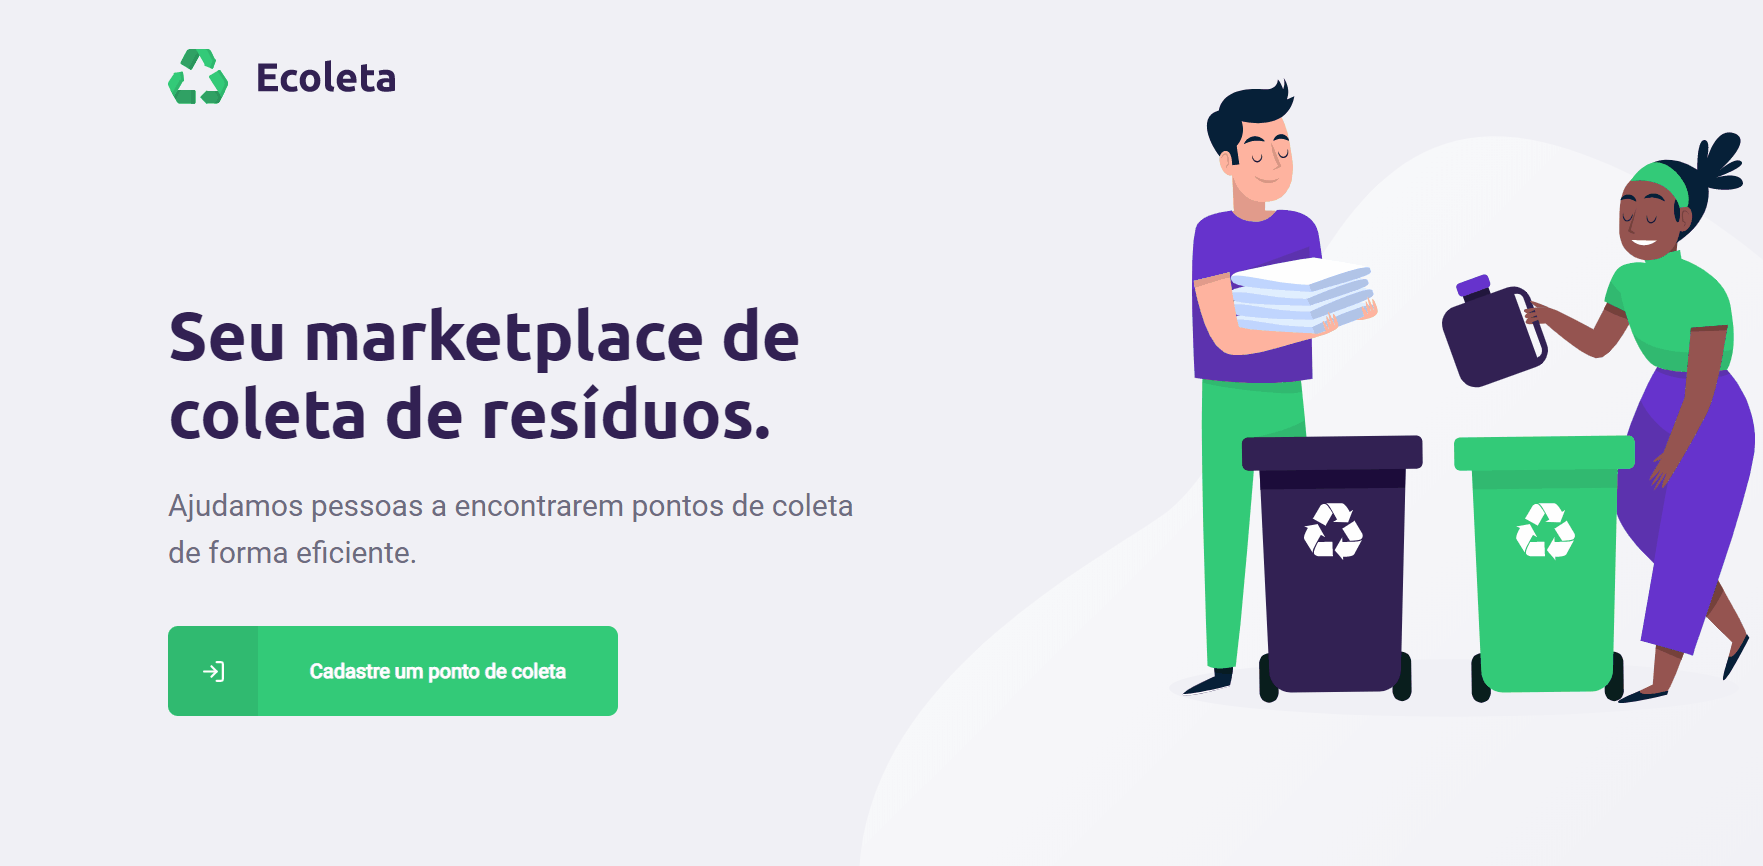 Ecoleta
Seu marketplace de
coleta de resíduos.
Ajudamos pessoas a encontrarem pontos de coleta
de forma eficiente.
Cadastre um ponto de coleta